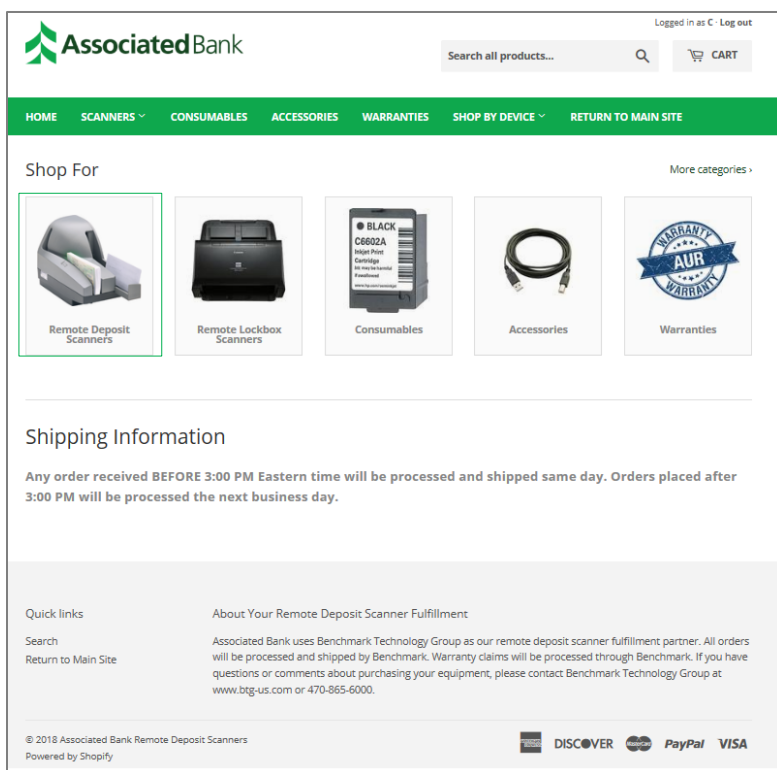 Logged in as C · Log out
Associated Bank
Search all products...
CART
HOME SCANNERS CONSUMABLES ACCESSORIES WARRANTIES SHOP BY DEVICE RETURN TO MAIN SITE
Shop For
More categories ›
BLACK
C6602A
Inkjet Print
Cartridge
WARRANTY
AUR
WARRANTY
Remote Deposit
Scanners
Remote Lockbox
Scanners
Consumables
Accessories
Warranties
Shipping Information
Any order received BEFORE 3:00 PM Eastern time will be processed and shipped same day. Orders placed after
3:00 PM will be processed the next business day.
Quick links
Search
Return to Main Site
About Your Remote Deposit Scanner Fulfillment
Associated Bank uses Benchmark Technology Group as our remote deposit scanner fulfillment partner. All orders
will be processed and shipped by Benchmark. Warranty claims will be processed through Benchmark. If you have
questions or comments about purchasing your equipment, please contact Benchmark Technology Group at
www.btg-us.com or 470-865-6000.
© 2018 Associated Bank Remote Deposit Scanners
Powered by Shopify
DISCOVER MasterCard PayPal VISA